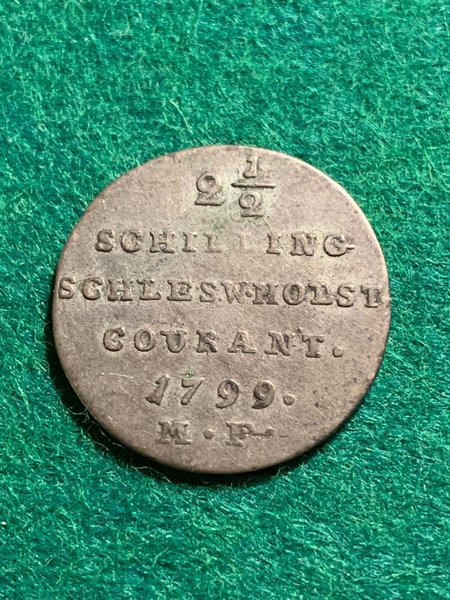 2 1/2
SCHILLING
SCHLESW·HOLST
COURANT.
1799.
M·F